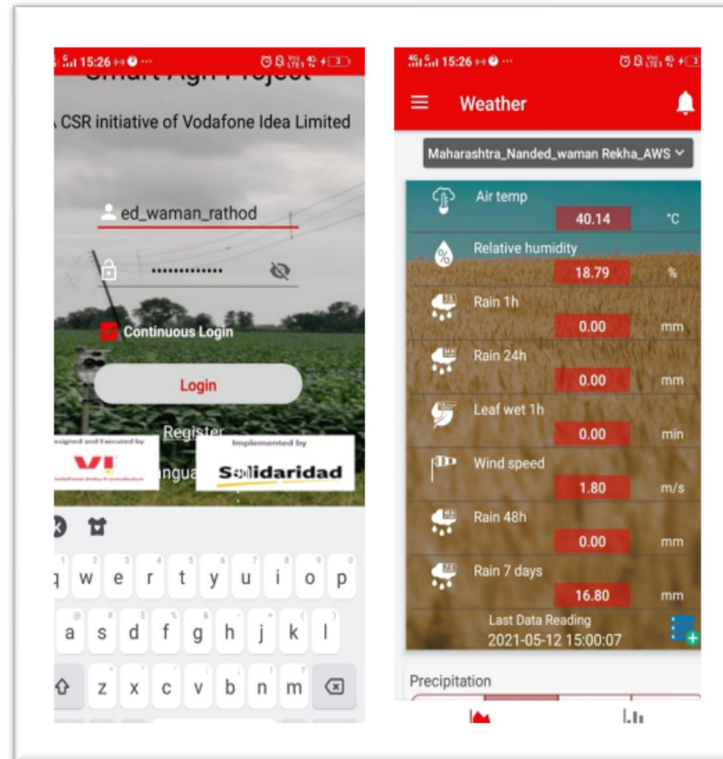 15:26
Smart Agri Project
A CSR initiative of Vodafone Idea Limited
ed_waman_rathod
•••••••••••••
Continuous Login
Login
Register
Designed and Executed by
Vodafone India Foundation
Implemented by
Solidaridad
q w e r t y u i o p
a s d f g h j k l
z x c v b n m
15:26
Weather
Maharashtra_Nanded_waman Rekha_AWS
Air temp
40.14 °C
Relative humidity
18.79 %
Rain 1h
0.00 mm
Rain 24h
0.00 mm
Leaf wet 1h
0.00 min
Wind speed
1.80 m/s
Rain 48h
0.00 mm
Rain 7 days
16.80 mm
Last Data Reading
2021-05-12 15:00:07
Precipitation